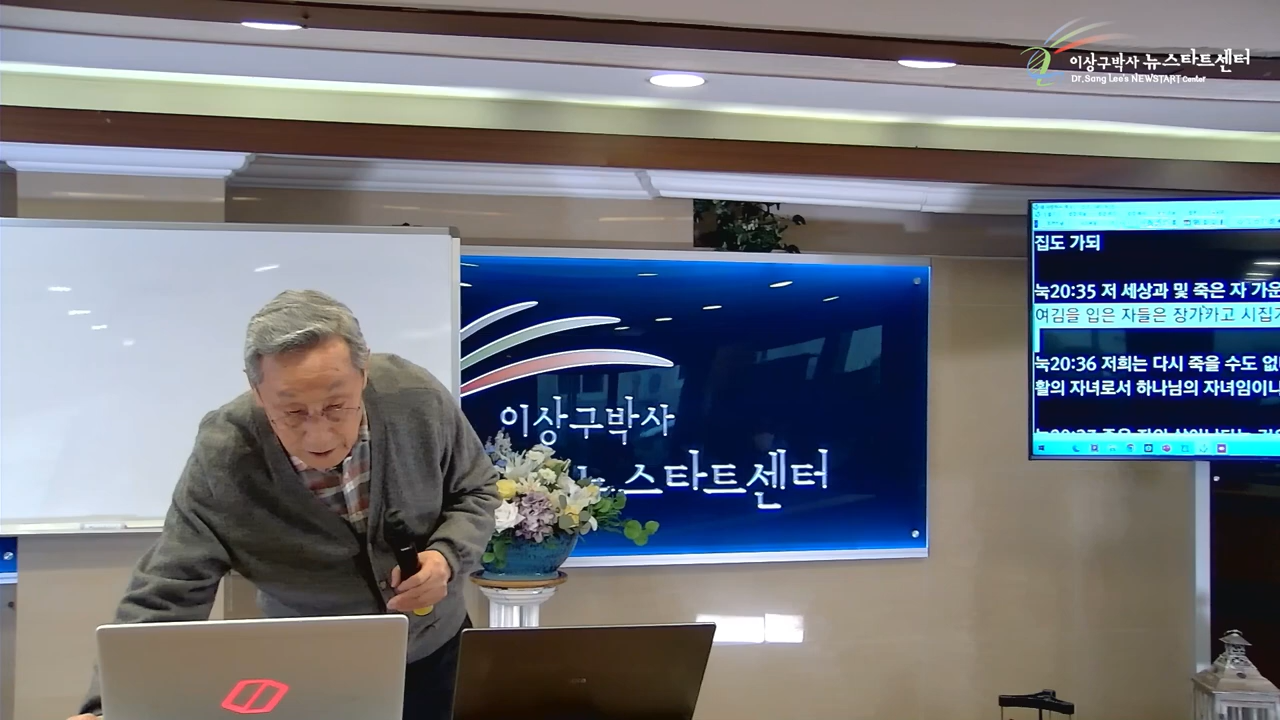 이상구박사 뉴스타트센터
Dr.Sang Lee's NEWSTART Center
집도 가되
눅20:35 저 세상과 및 죽은 자 가운
여김을 입은 자들은 장가가고 시집가
눅20:36 저희는 다시 죽을 수도 없
활의 자녀로서 하나님의 자녀임이니
이상구박사
스타트센터